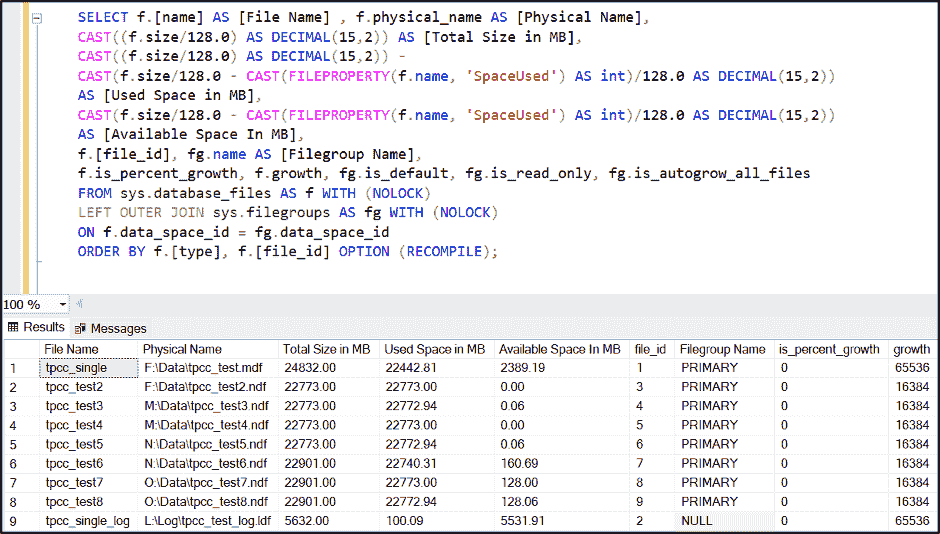 SELECT f.[name] AS [File Name] , f.physical_name AS [Physical Name],
CAST((f.size/128.0) AS DECIMAL(15,2)) AS [Total Size in MB],
CAST((f.size/128.0) AS DECIMAL(15,2)) -
CAST(f.size/128.0 - CAST(FILEPROPERTY(f.name, 'SpaceUsed') AS int)/128.0 AS DECIMAL(15,2))
AS [Used Space in MB],
CAST(f.size/128.0 - CAST(FILEPROPERTY(f.name, 'SpaceUsed') AS int)/128.0 AS DECIMAL(15,2))
AS [Available Space In MB],
f.[file_id], fg.name AS [Filegroup Name],
f.is_percent_growth, f.growth, fg.is_default, fg.is_read_only, fg.is_autogrow_all_files
FROM sys.database_files AS f WITH (NOLOCK)
LEFT OUTER JOIN sys.filegroups AS fg WITH (NOLOCK)
ON f.data_space_id = fg.data_space_id
ORDER BY f.[type], f.[file_id] OPTION (RECOMPILE);
100 %
Results Messages
File Name Physical Name Total Size in MB Used Space in MB Available Space In MB file_id Filegroup Name is_percent_growth growth
1 tpcc_single F:\Data\tpcc_test.mdf 24832.00 22442.81 2389.19 1 PRIMARY 0 65536
2 tpcc_test2 F:\Data\tpcc_test2.ndf 22773.00 22773.00 0.00 3 PRIMARY 0 16384
3 tpcc_test3 M:\Data\tpcc_test3.ndf 22773.00 22772.94 0.06 4 PRIMARY 0 16384
4 tpcc_test4 M:\Data\tpcc_test4.ndf 22773.00 22773.00 0.00 5 PRIMARY 0 16384
5 tpcc_test5 N:\Data\tpcc_test5.ndf 22773.00 22772.94 0.06 6 PRIMARY 0 16384
6 tpcc_test6 N:\Data\tpcc_test6.ndf 22901.00 22740.31 160.69 7 PRIMARY 0 16384
7 tpcc_test7 O:\Data\tpcc_test7.ndf 22901.00 22773.00 128.00 8 PRIMARY 0 16384
8 tpcc_test8 O:\Data\tpcc_test8.ndf 22901.00 22772.94 128.06 9 PRIMARY 0 16384
9 tpcc_single_log L:\Log\tpcc_test_log.ldf 5632.00 100.09 5531.91 2 NULL 0 65536